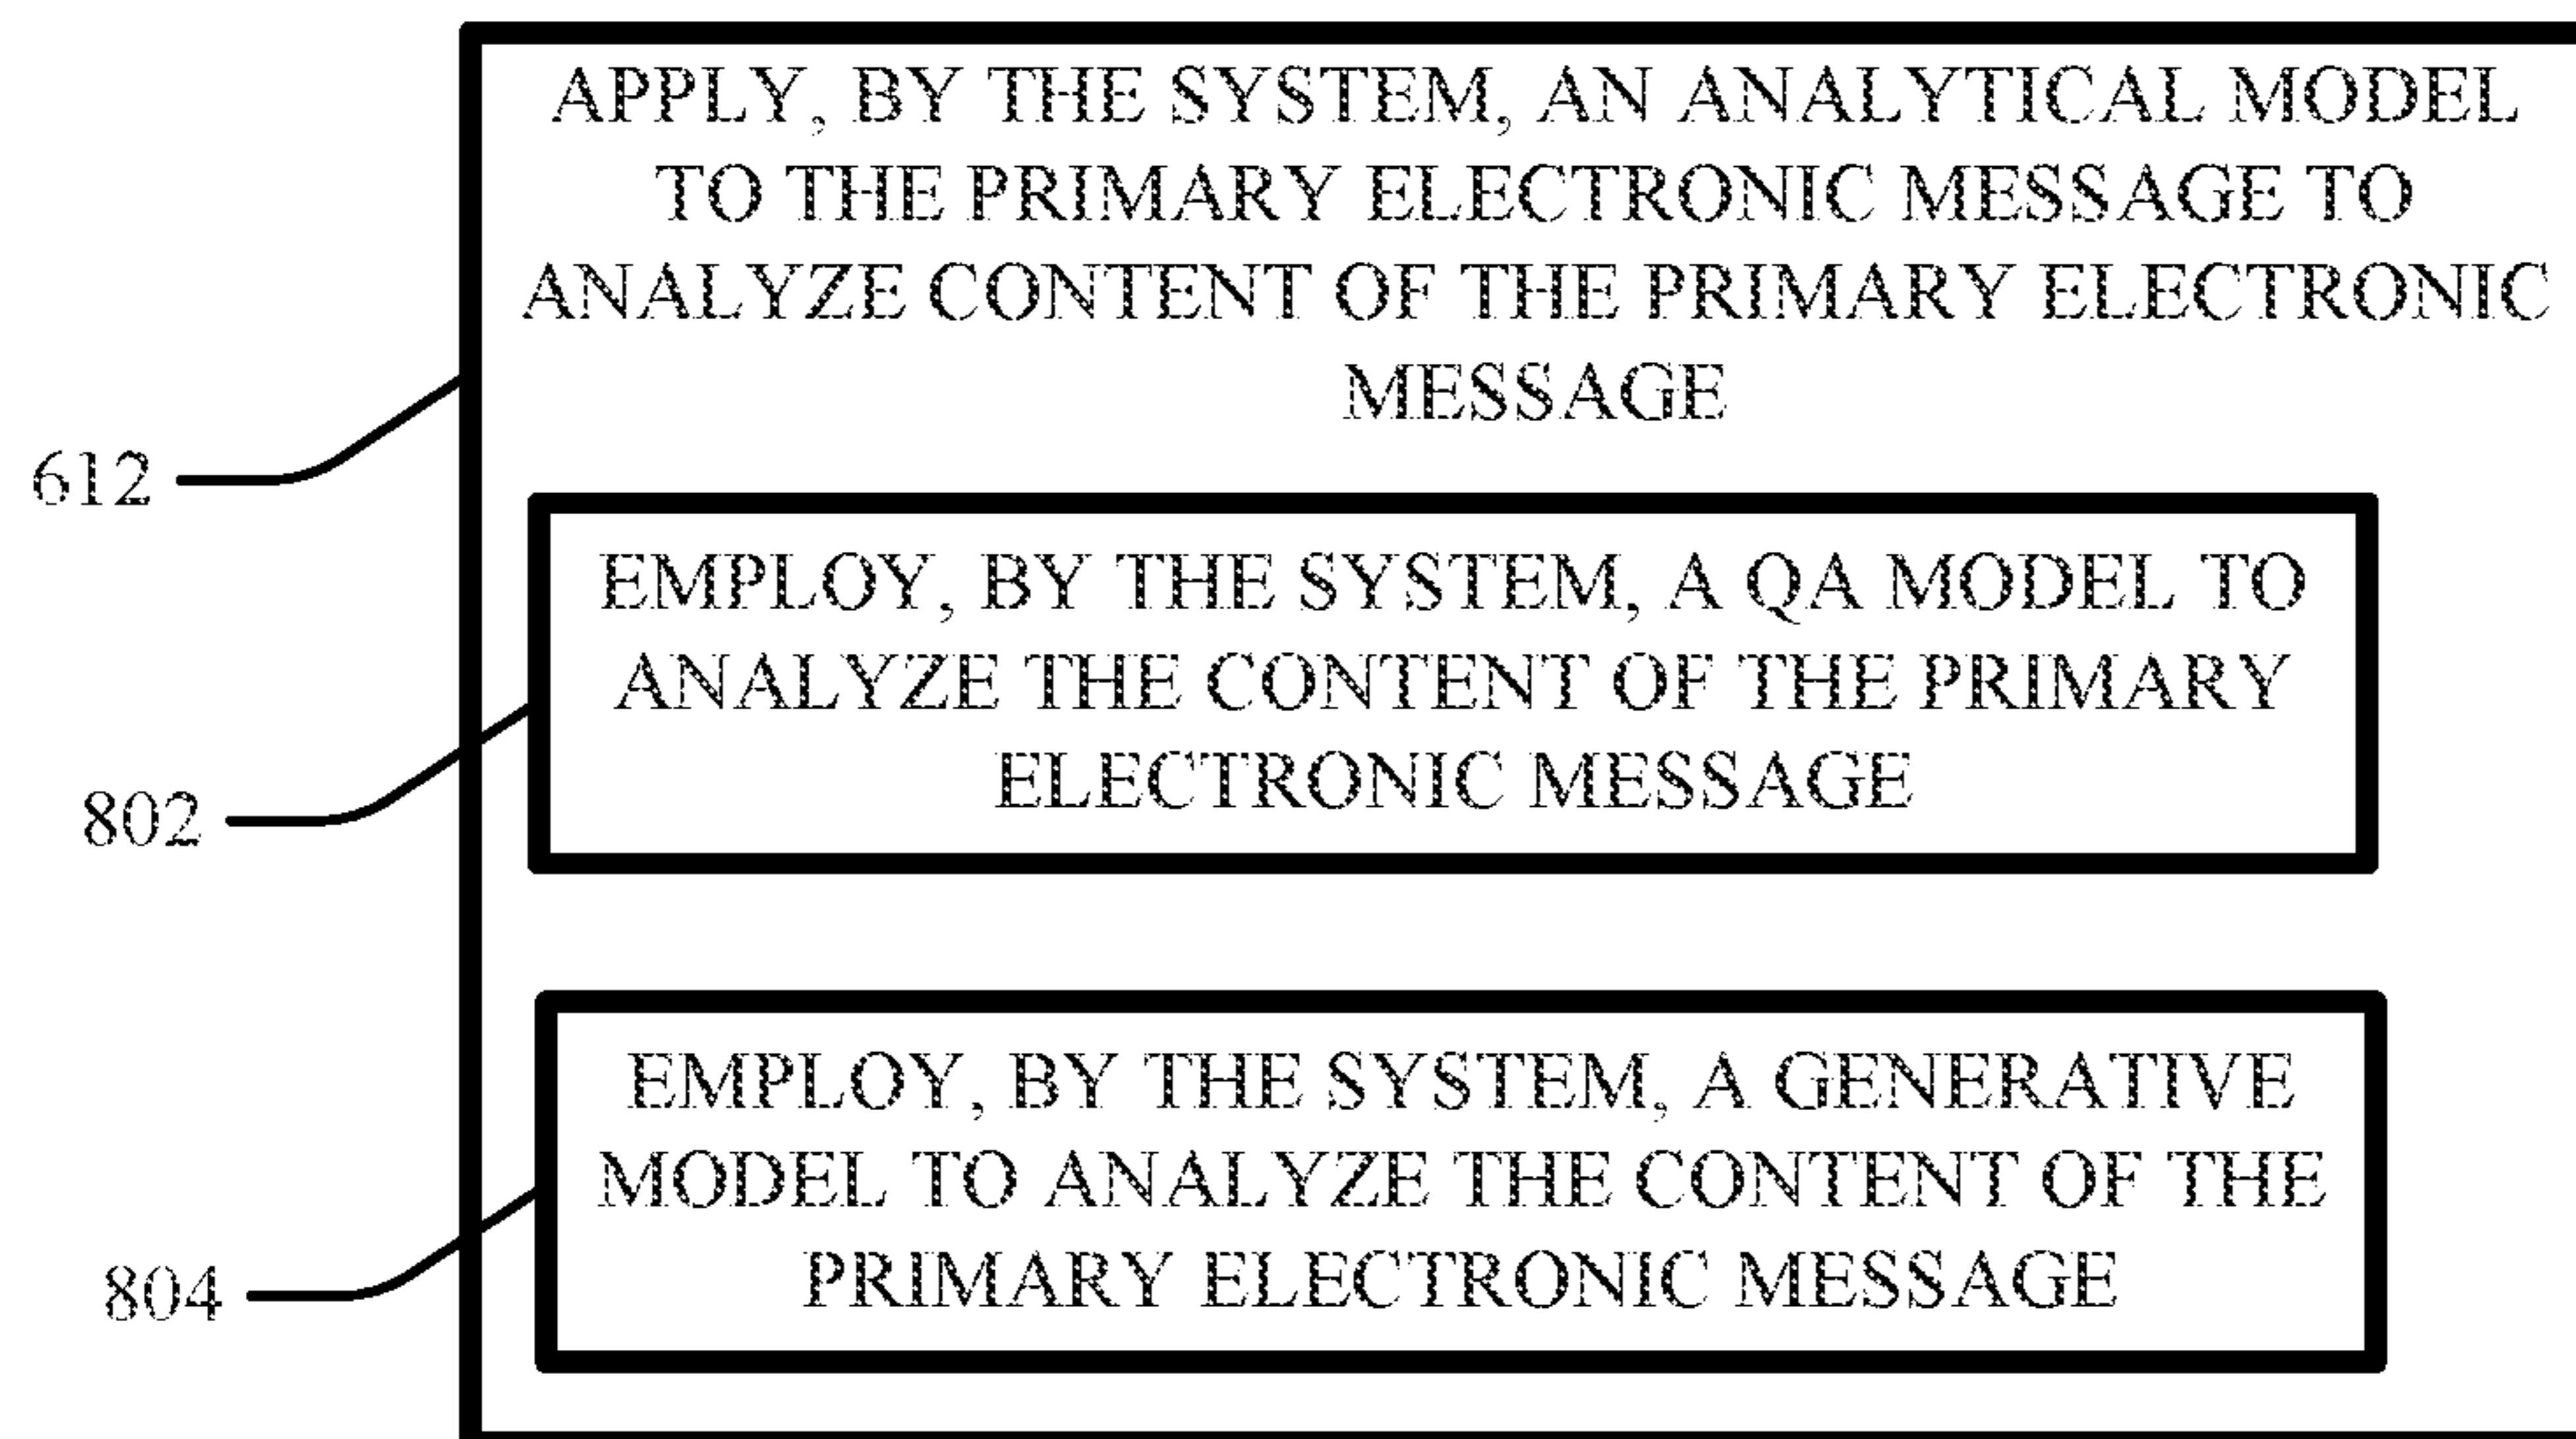 APPLY, BY THE SYSTEM, AN ANALYTICAL MODEL
TO THE PRIMARY ELECTRONIC MESSAGE TO
ANALYZE CONTENT OF THE PRIMARY ELECTRONIC
MESSAGE
612
EMPLOY, BY THE SYSTEM, A QA MODEL TO
ANALYZE THE CONTENT OF THE PRIMARY
ELECTRONIC MESSAGE
802
EMPLOY, BY THE SYSTEM, A GENERATIVE
MODEL TO ANALYZE THE CONTENT OF THE
PRIMARY ELECTRONIC MESSAGE
804